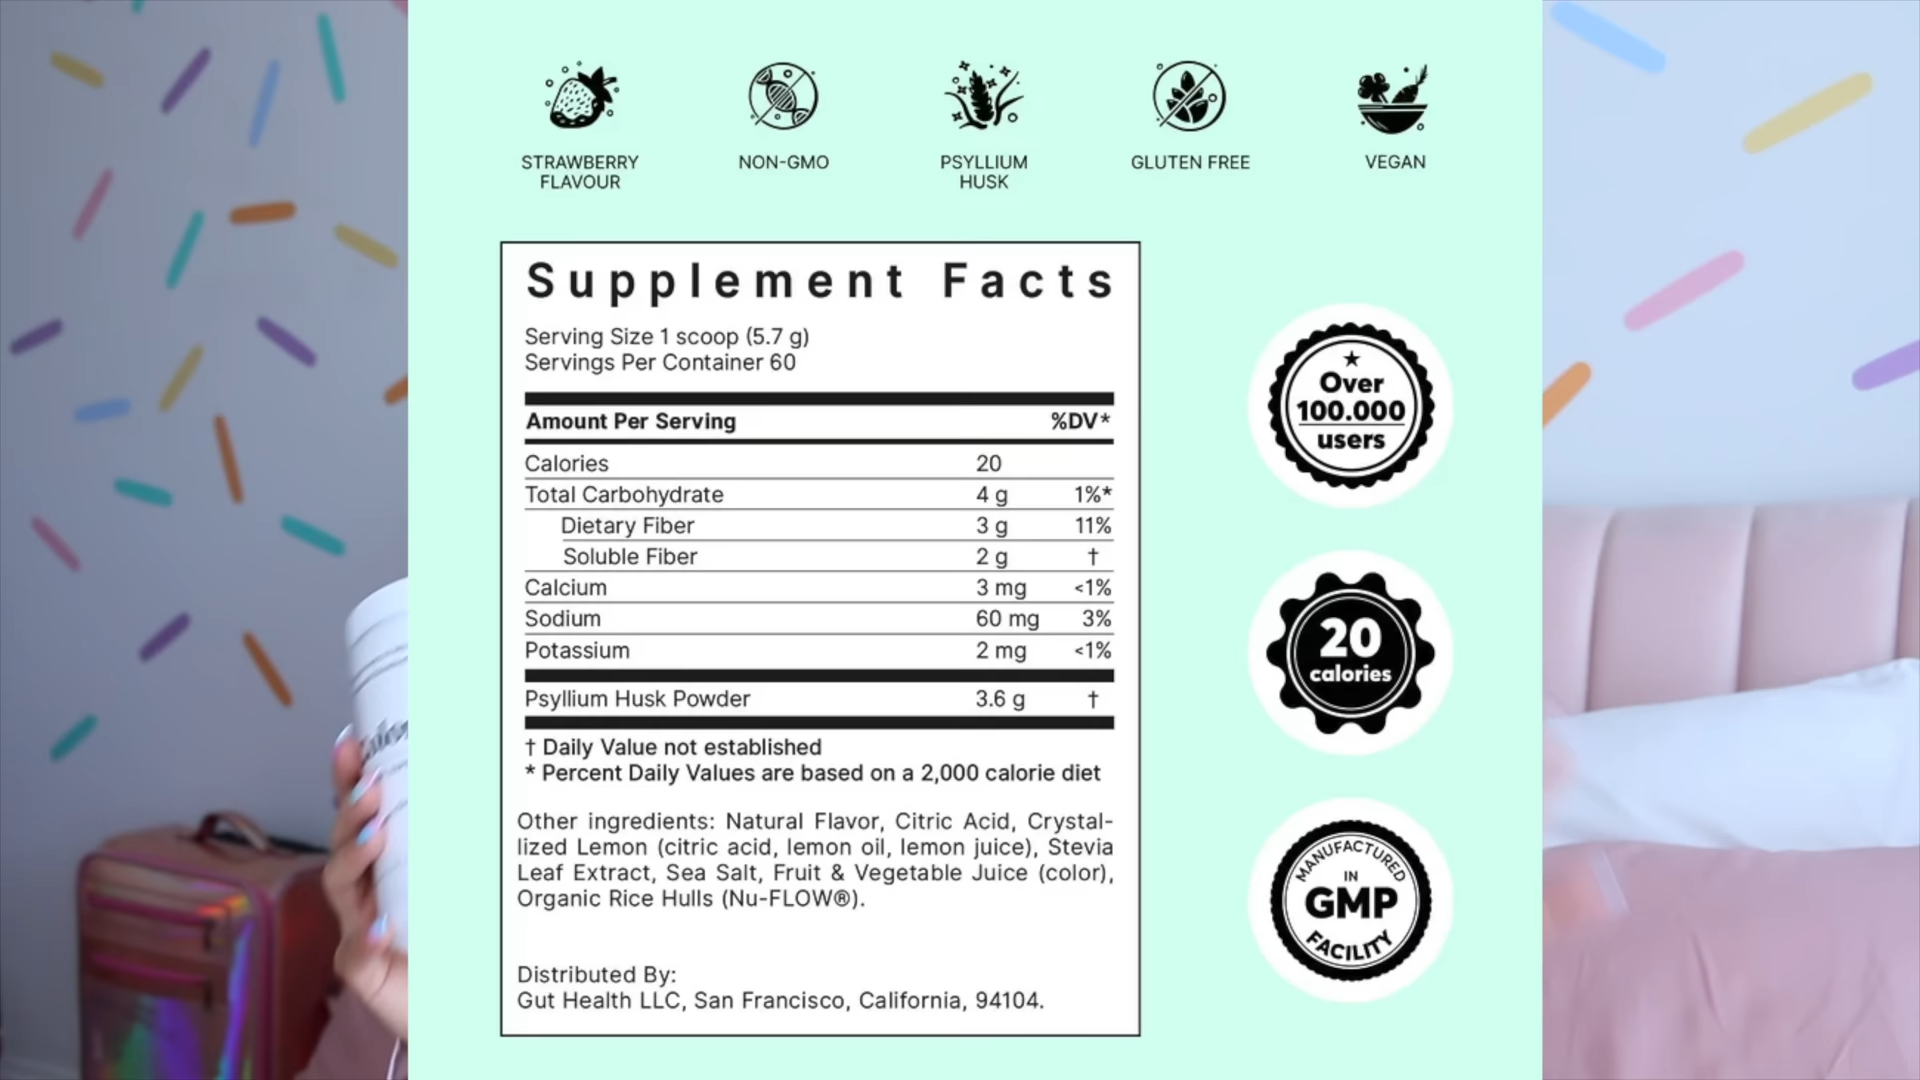 STRAWBERRY
FLAVOUR
NON-GMO
PSYLLIUM
HUSK
GLUTEN FREE
VEGAN
Supplement Facts
Serving Size 1 scoop (5.7 g)
Servings Per Container 60
Amount Per Serving %DV*
Calories 20
Total Carbohydrate 4 g 1%*
Dietary Fiber 3 g 11%
Soluble Fiber 2 g †
Calcium 3 mg <1%
Sodium 60 mg 3%
Potassium 2 mg <1%
Psyllium Husk Powder 3.6 g †
† Daily Value not established
* Percent Daily Values are based on a 2,000 calorie diet
Other ingredients: Natural Flavor, Citric Acid, Crystal-
lized Lemon (citric acid, lemon oil, lemon juice), Stevia
Leaf Extract, Sea Salt, Fruit & Vegetable Juice (color),
Organic Rice Hulls (Nu-FLOW®).
Distributed By:
Gut Health LLC, San Francisco, California, 94104.
Over
100.000
users
20
calories
MANUFACTURED
IN
GMP
FACILITY